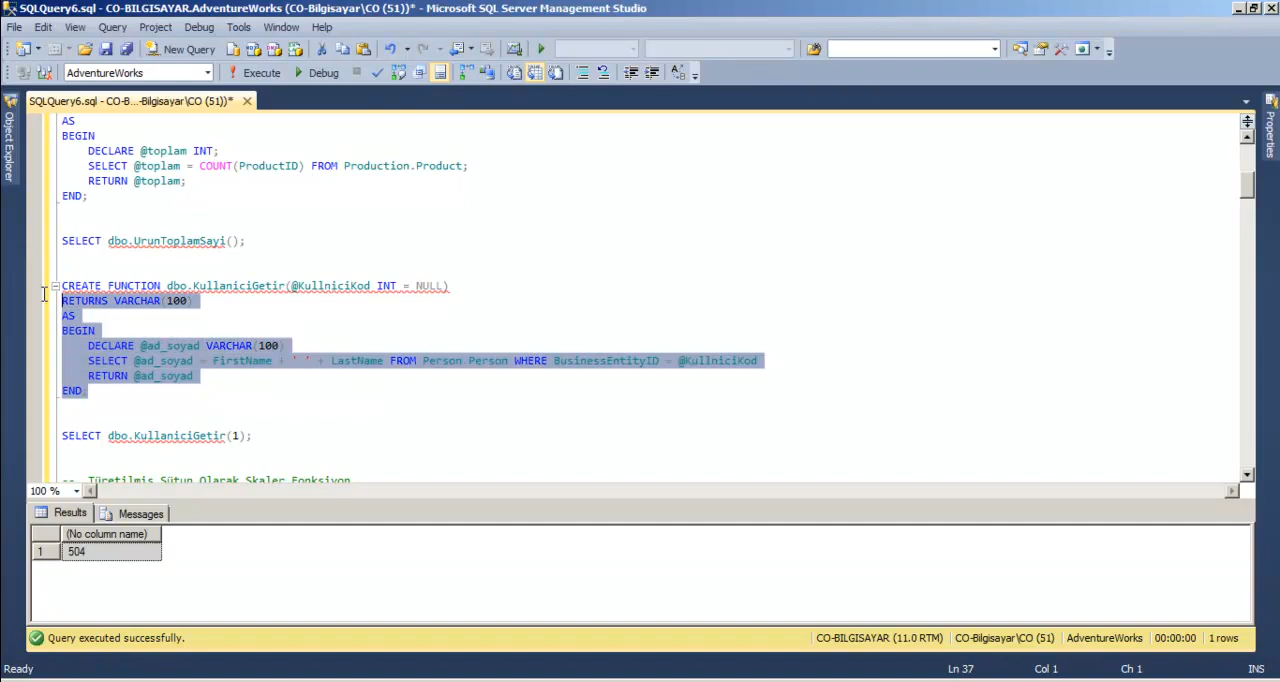 SQLQuery6.sql - CO-BILGISAYAR.AdventureWorks (CO-Bilgisayar\CO (51))* - Microsoft SQL Server Management Studio
File Edit View Query Project Debug Tools Window Help
New Query
AdventureWorks Execute Debug
SQLQuery6.sql - CO-B...-Bilgisayar\CO (51))*
Object Explorer
Properties
AS
BEGIN
DECLARE @toplam INT;
SELECT @toplam = COUNT(ProductID) FROM Production.Product;
RETURN @toplam;
END;
SELECT dbo.UrunToplamSayi();
CREATE FUNCTION dbo.KullaniciGetir(@KullniciKod INT = NULL)
RETURNS VARCHAR(100)
AS
BEGIN
DECLARE @ad_soyad VARCHAR(100)
SELECT @ad_soyad = FirstName + ' ' + LastName FROM Person.Person WHERE BusinessEntityID = @KullniciKod
RETURN @ad_soyad
END;
SELECT dbo.KullaniciGetir(1);
-- Türetilmiş Sütun Olarak Skaler Fonksiyon
100 %
Results Messages
(No column name)
1 504
Query executed successfully. CO-BILGISAYAR (11.0 RTM) CO-Bilgisayar\CO (51) AdventureWorks 00:00:00 1 rows
Ready Ln 37 Col 1 Ch 1 INS